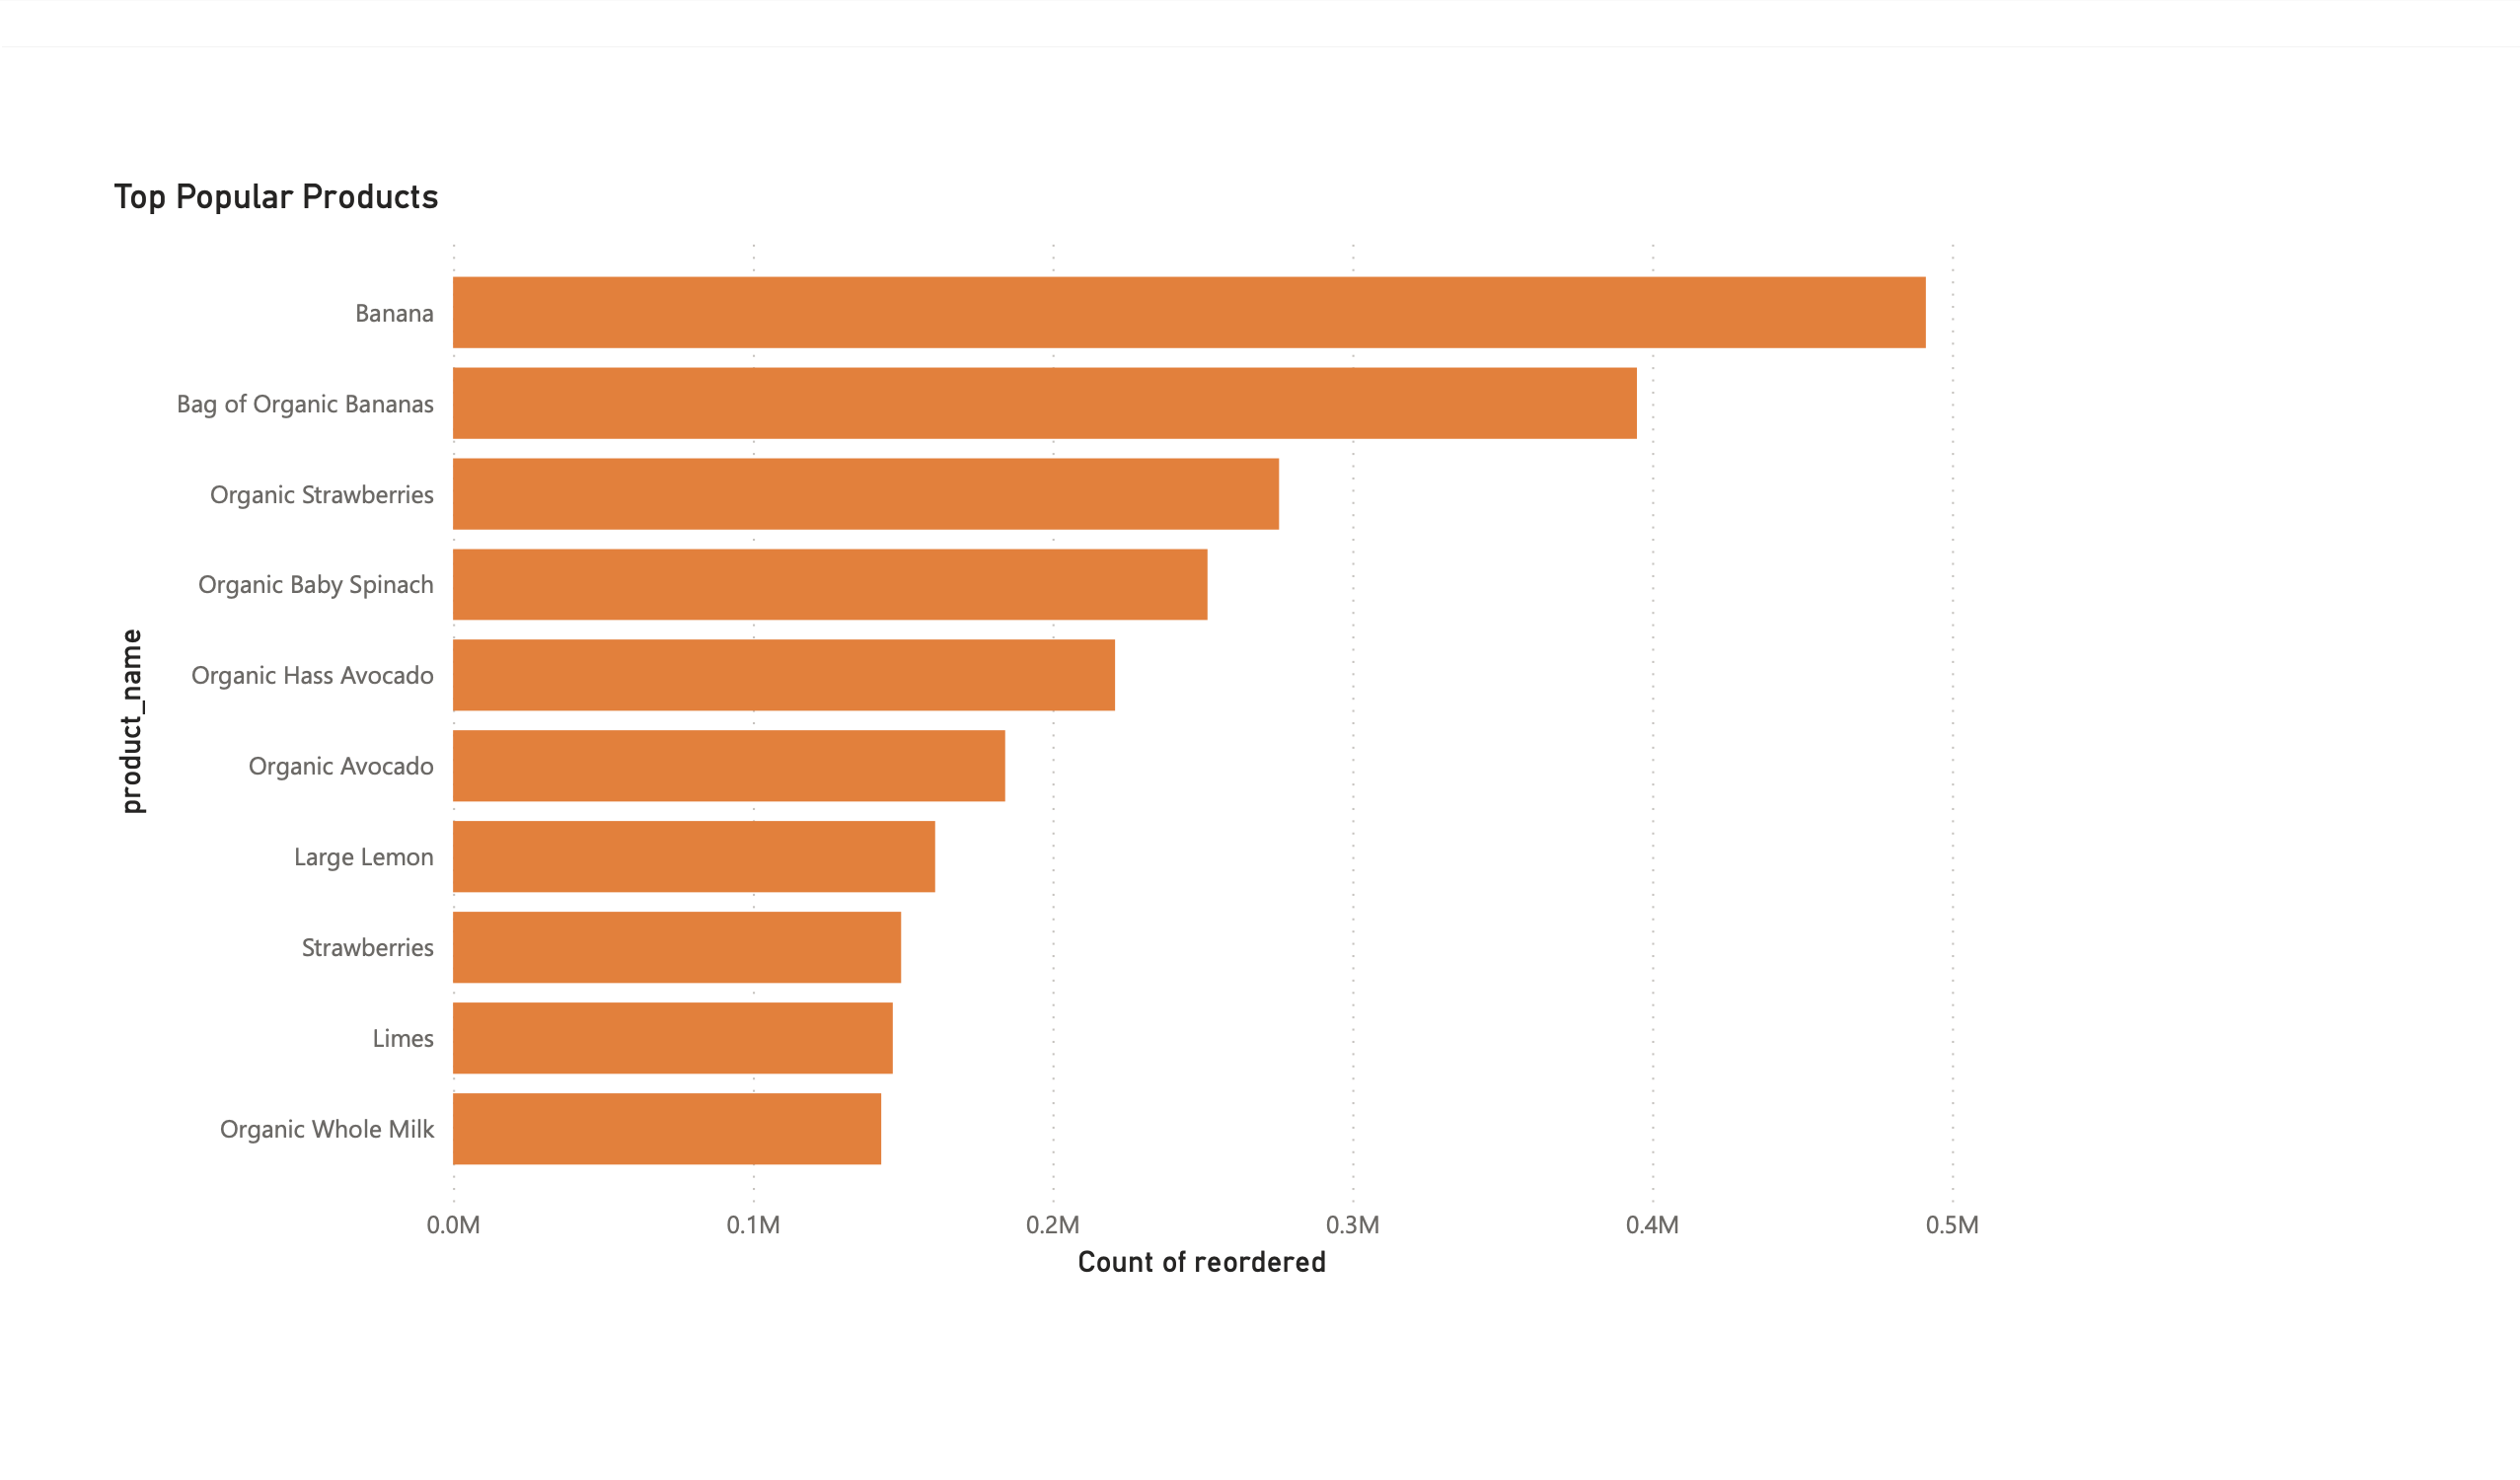 Top Popular Products
product_name
Banana
Bag of Organic Bananas
Organic Strawberries
Organic Baby Spinach
Organic Hass Avocado
Organic Avocado
Large Lemon
Strawberries
Limes
Organic Whole Milk
0.0M 0.1M 0.2M 0.3M 0.4M 0.5M
Count of reordered